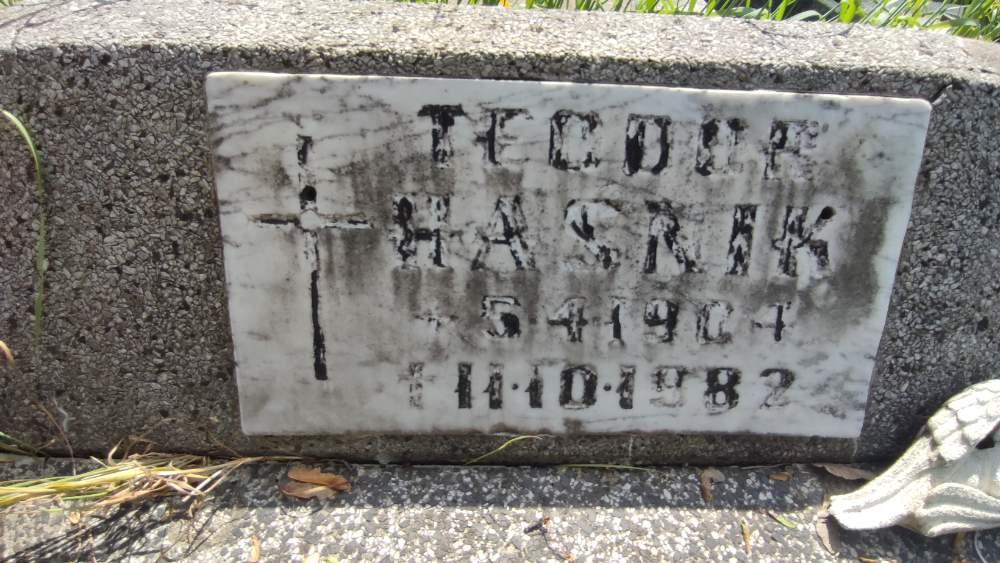 TEODOR
HASNIK
* 5.4.1904
† 11.10.1982